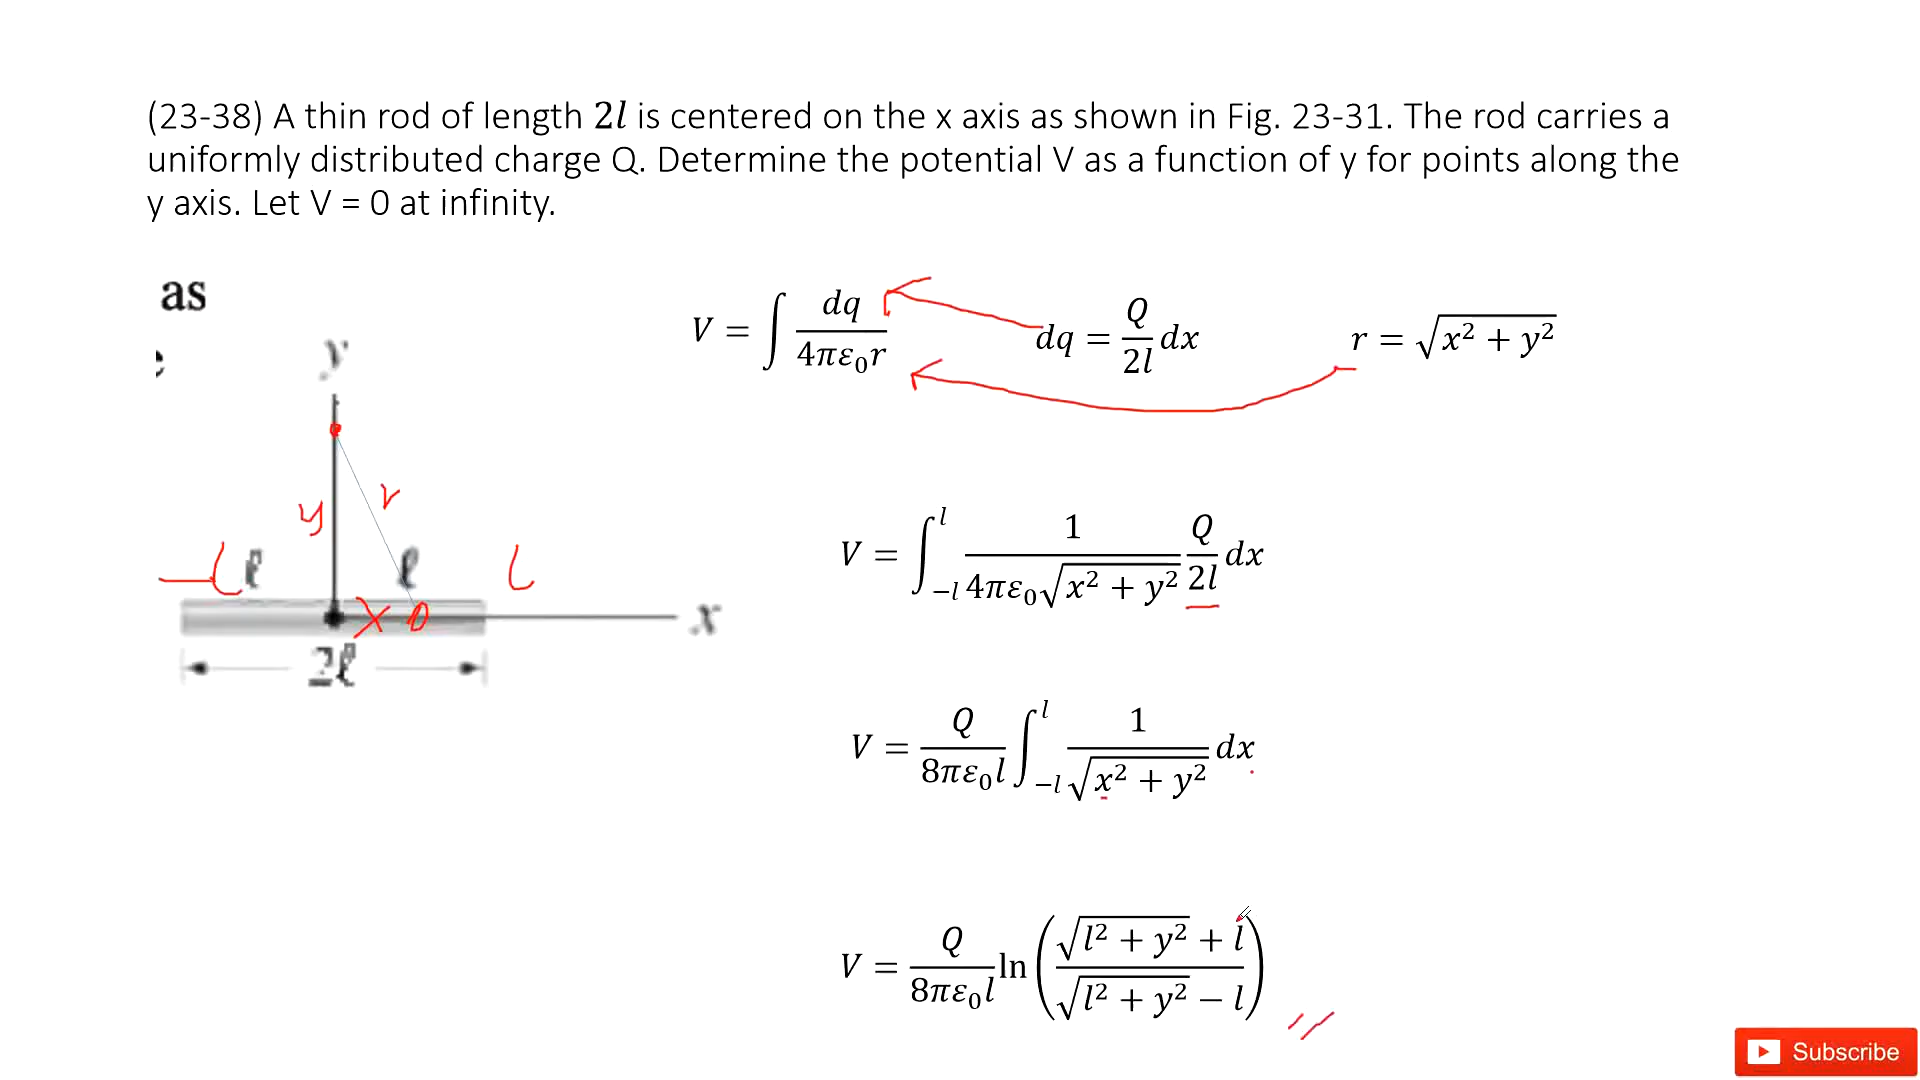 (23-38) A thin rod of length 2l is centered on the x axis as shown in Fig. 23-31. The rod carries a
uniformly distributed charge Q. Determine the potential V as a function of y for points along the
y axis. Let V = 0 at infinity.
as
V = ∫ dq / 4πε₀r
dq = Q/2l dx
r = √(x² + y²)
y
y
r
–l ℓ
ℓ
l
X 0
x
2ℓ
V = ∫₋ₗˡ 1 / (4πε₀√(x² + y²)) Q/2l dx
V = Q/(8πε₀l) ∫₋ₗˡ 1/√(x² + y²) dx
V = Q/(8πε₀l) ln((√(l² + y²) + l) / (√(l² + y²) − l))
Subscribe